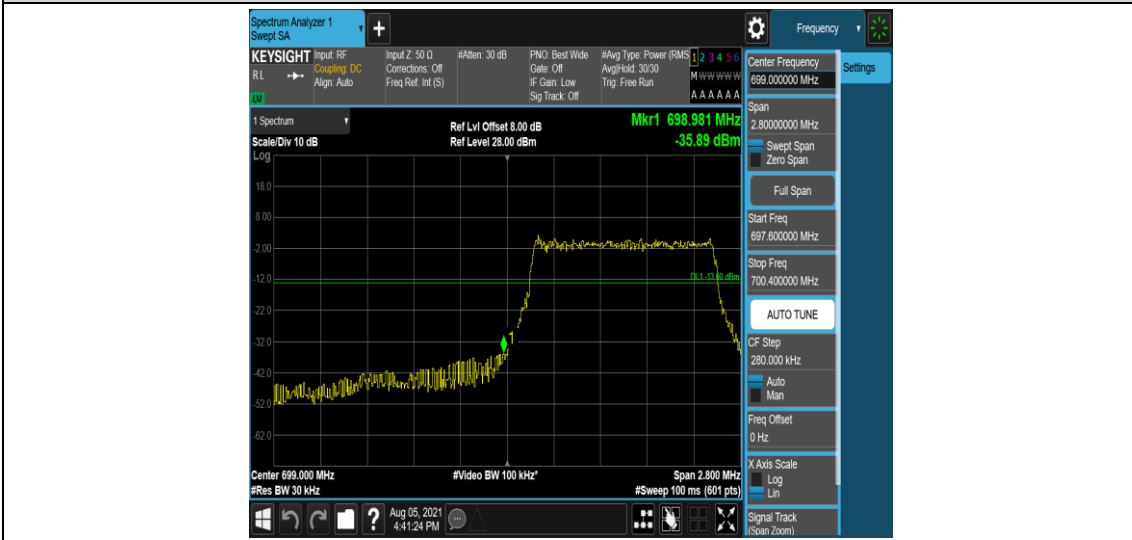 Spectrum Analyzer 1
Swept SA
+
Frequency
KEYSIGHT
RL
Input: RF
Coupling: DC
Align: Auto
Input Z: 50 Ω
Corrections: Off
Freq Ref: Int (S)
#Atten: 30 dB
PNO: Best Wide
Gate: Off
IF Gain: Low
Sig Track: Off
#Avg Type: Power (RMS
Avg|Hold: 30/30
Trig: Free Run
1 2 3 4 5 6
M W W W W W
A A A A A A
1 Spectrum
Scale/Div 10 dB
Ref Lvl Offset 8.00 dB
Ref Level 28.00 dBm
Mkr1 698.981 MHz
-35.89 dBm
Log
18.0
8.00
-2.00
-12.0
-22.0
-32.0
-42.0
-52.0
-62.0
DL1 -13.00 dBm
1
Center 699.000 MHz
#Res BW 30 kHz
#Video BW 100 kHz*
Span 2.800 MHz
#Sweep 100 ms (601 pts)
?
Aug 05, 2021
4:41:24 PM
Center Frequency
699.000000 MHz
Span
2.80000000 MHz
Swept Span
Zero Span
Full Span
Start Freq
697.600000 MHz
Stop Freq
700.400000 MHz
AUTO TUNE
CF Step
280.000 kHz
Auto
Man
Freq Offset
0 Hz
X Axis Scale
Log
Lin
Signal Track
(Span Zoom)
Settings